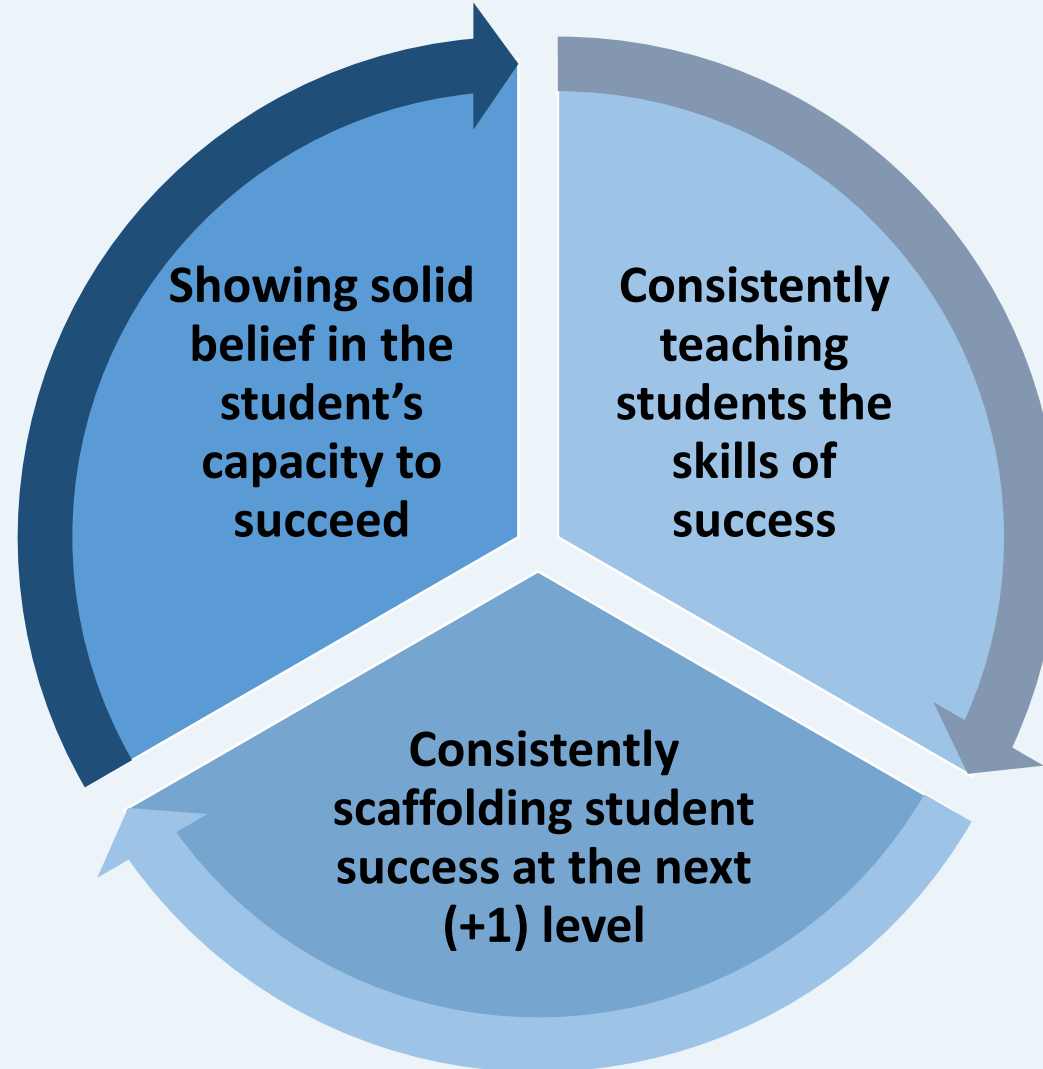 Showing solid
belief in the
student’s
capacity to
succeed
Consistently
teaching
students the
skills of
success
Consistently
scaffolding student
success at the next
(+1) level